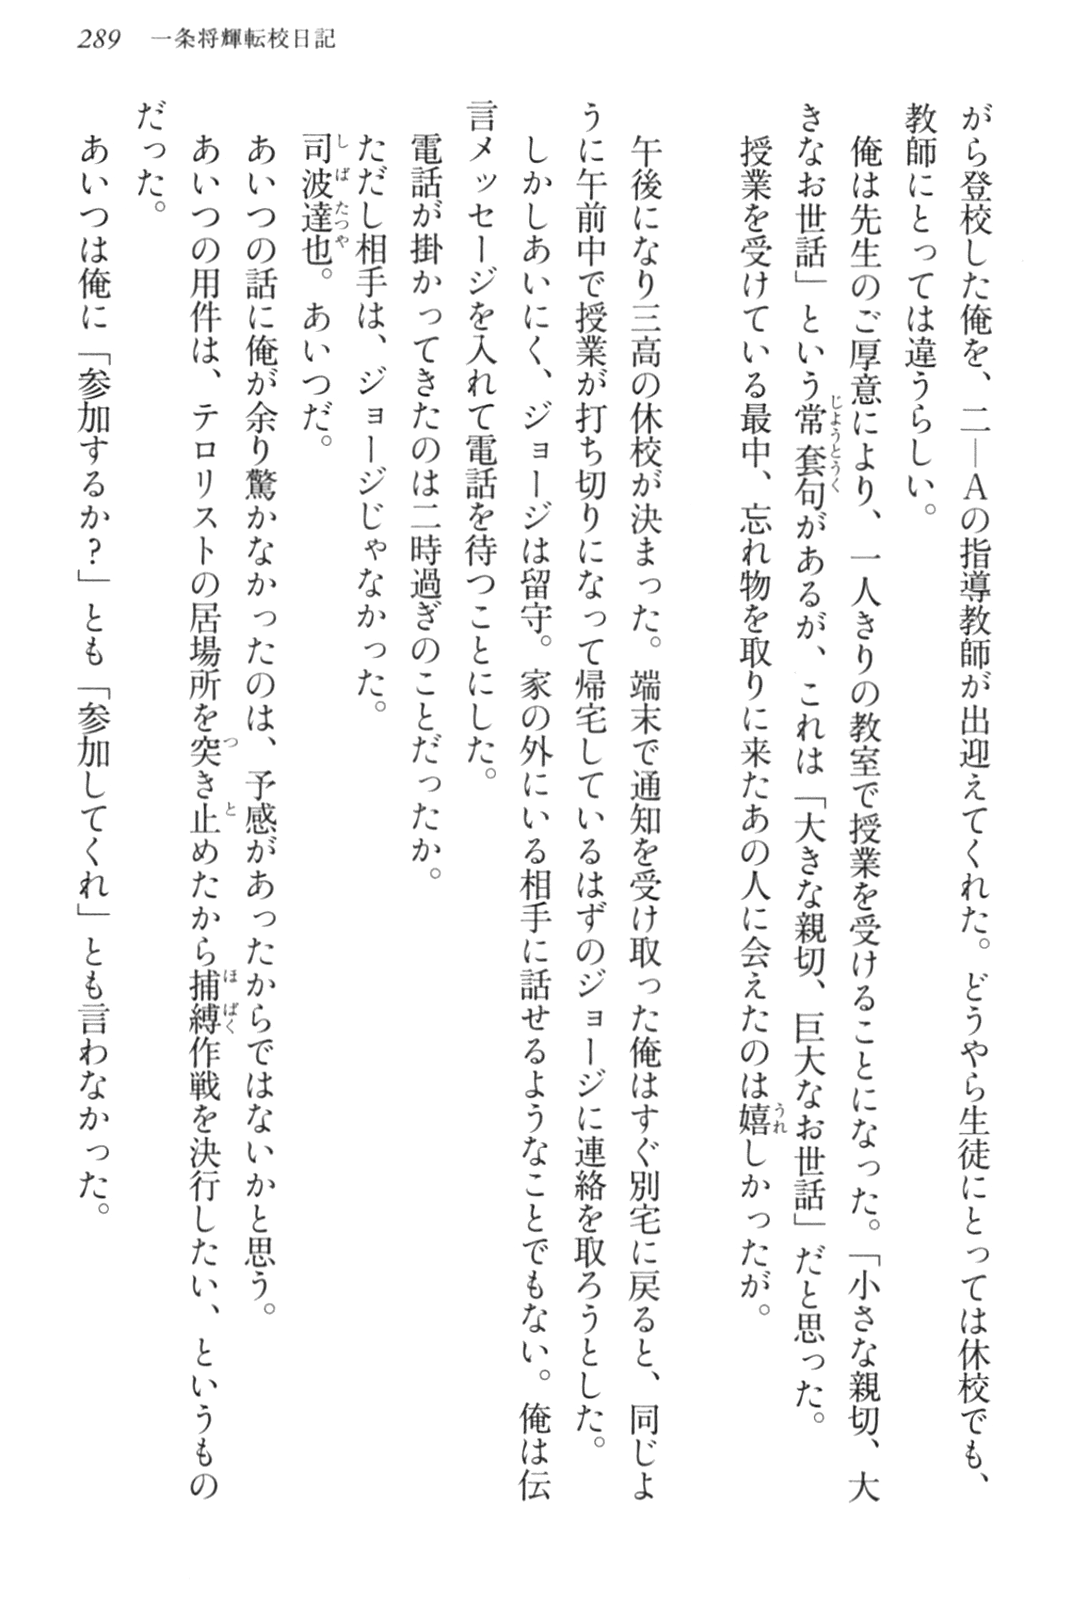 289　一条将輝転校日記
がら登校した俺を、二―Aの指導教師が出迎えてくれた。どうやら生徒にとっては休校でも、
教師にとっては違うらしい。
　俺は先生のご厚意により、一人きりの教室で授業を受けることになった。「小さな親切、大
きなお世話」という常套句があるが、これは「大きな親切、巨大なお世話」だと思った。
　授業を受けている最中、忘れ物を取りに来たあの人に会えたのは嬉しかったが。
　午後になり三高の休校が決まった。端末で通知を受け取った俺はすぐ別宅に戻ると、同じよ
うに午前中で授業が打ち切りになって帰宅しているはずのジョージに連絡を取ろうとした。
　しかしあいにく、ジョージは留守。家の外にいる相手に話せるようなことでもない。俺は伝
言メッセージを入れて電話を待つことにした。
　電話が掛かってきたのは二時過ぎのことだったか。
　ただし相手は、ジョージじゃなかった。
　司波達也。あいつだ。
　あいつの話に俺が余り驚かなかったのは、予感があったからではないかと思う。
　あいつの用件は、テロリストの居場所を突き止めたから捕縛作戦を決行したい、というもの
だった。
　あいつは俺に「参加するか？」とも「参加してくれ」とも言わなかった。